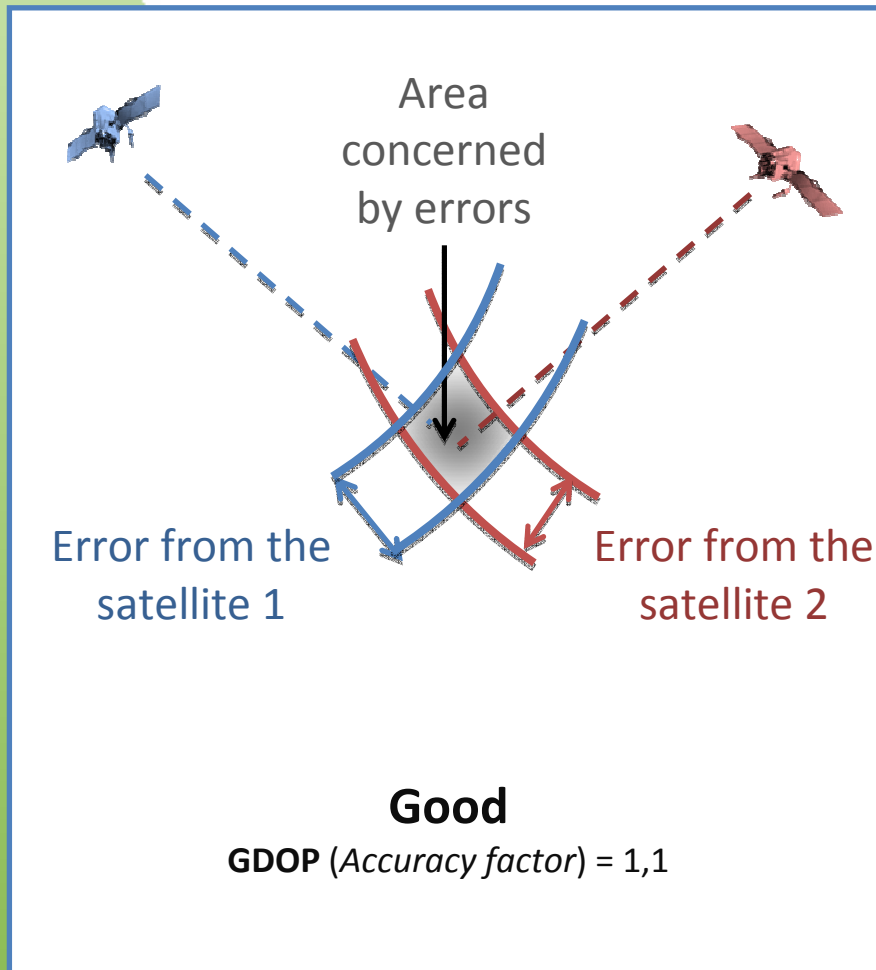 Area
concerned
by errors
Error from the
satellite 1
Error from the
satellite 2
Good
GDOP (Accuracy factor) = 1,1